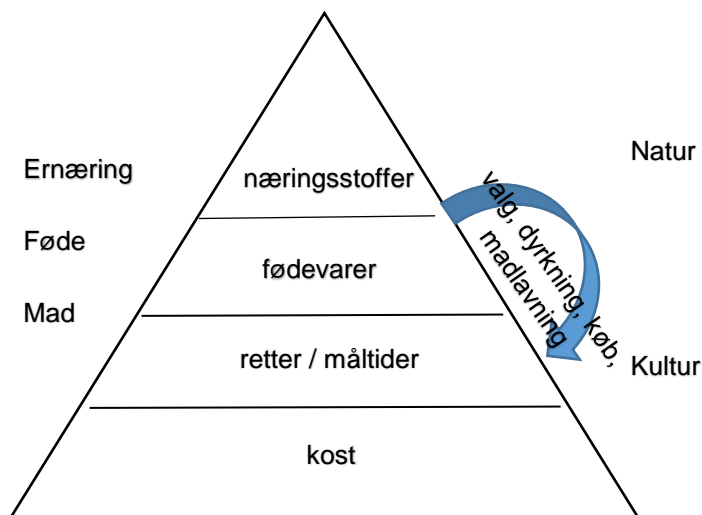 Ernæring
Føde
Mad
næringsstoffer
fødevarer
retter / måltider
kost
valg, dyrkning, køb,
madlavning
Natur
Kultur